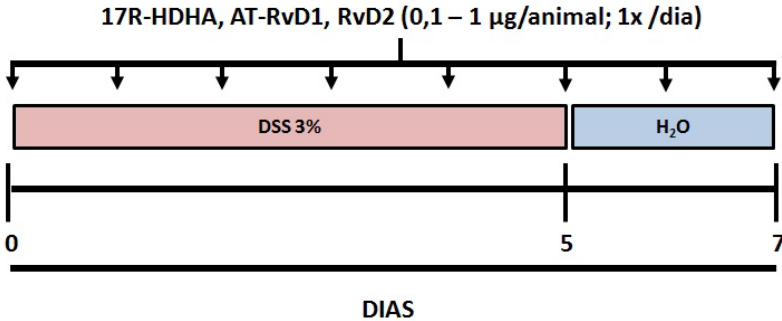 17R-HDHA, AT-RvD1, RvD2 (0,1 – 1 µg/animal; 1x /dia)
DSS 3% H₂O
0 5 7
DIAS